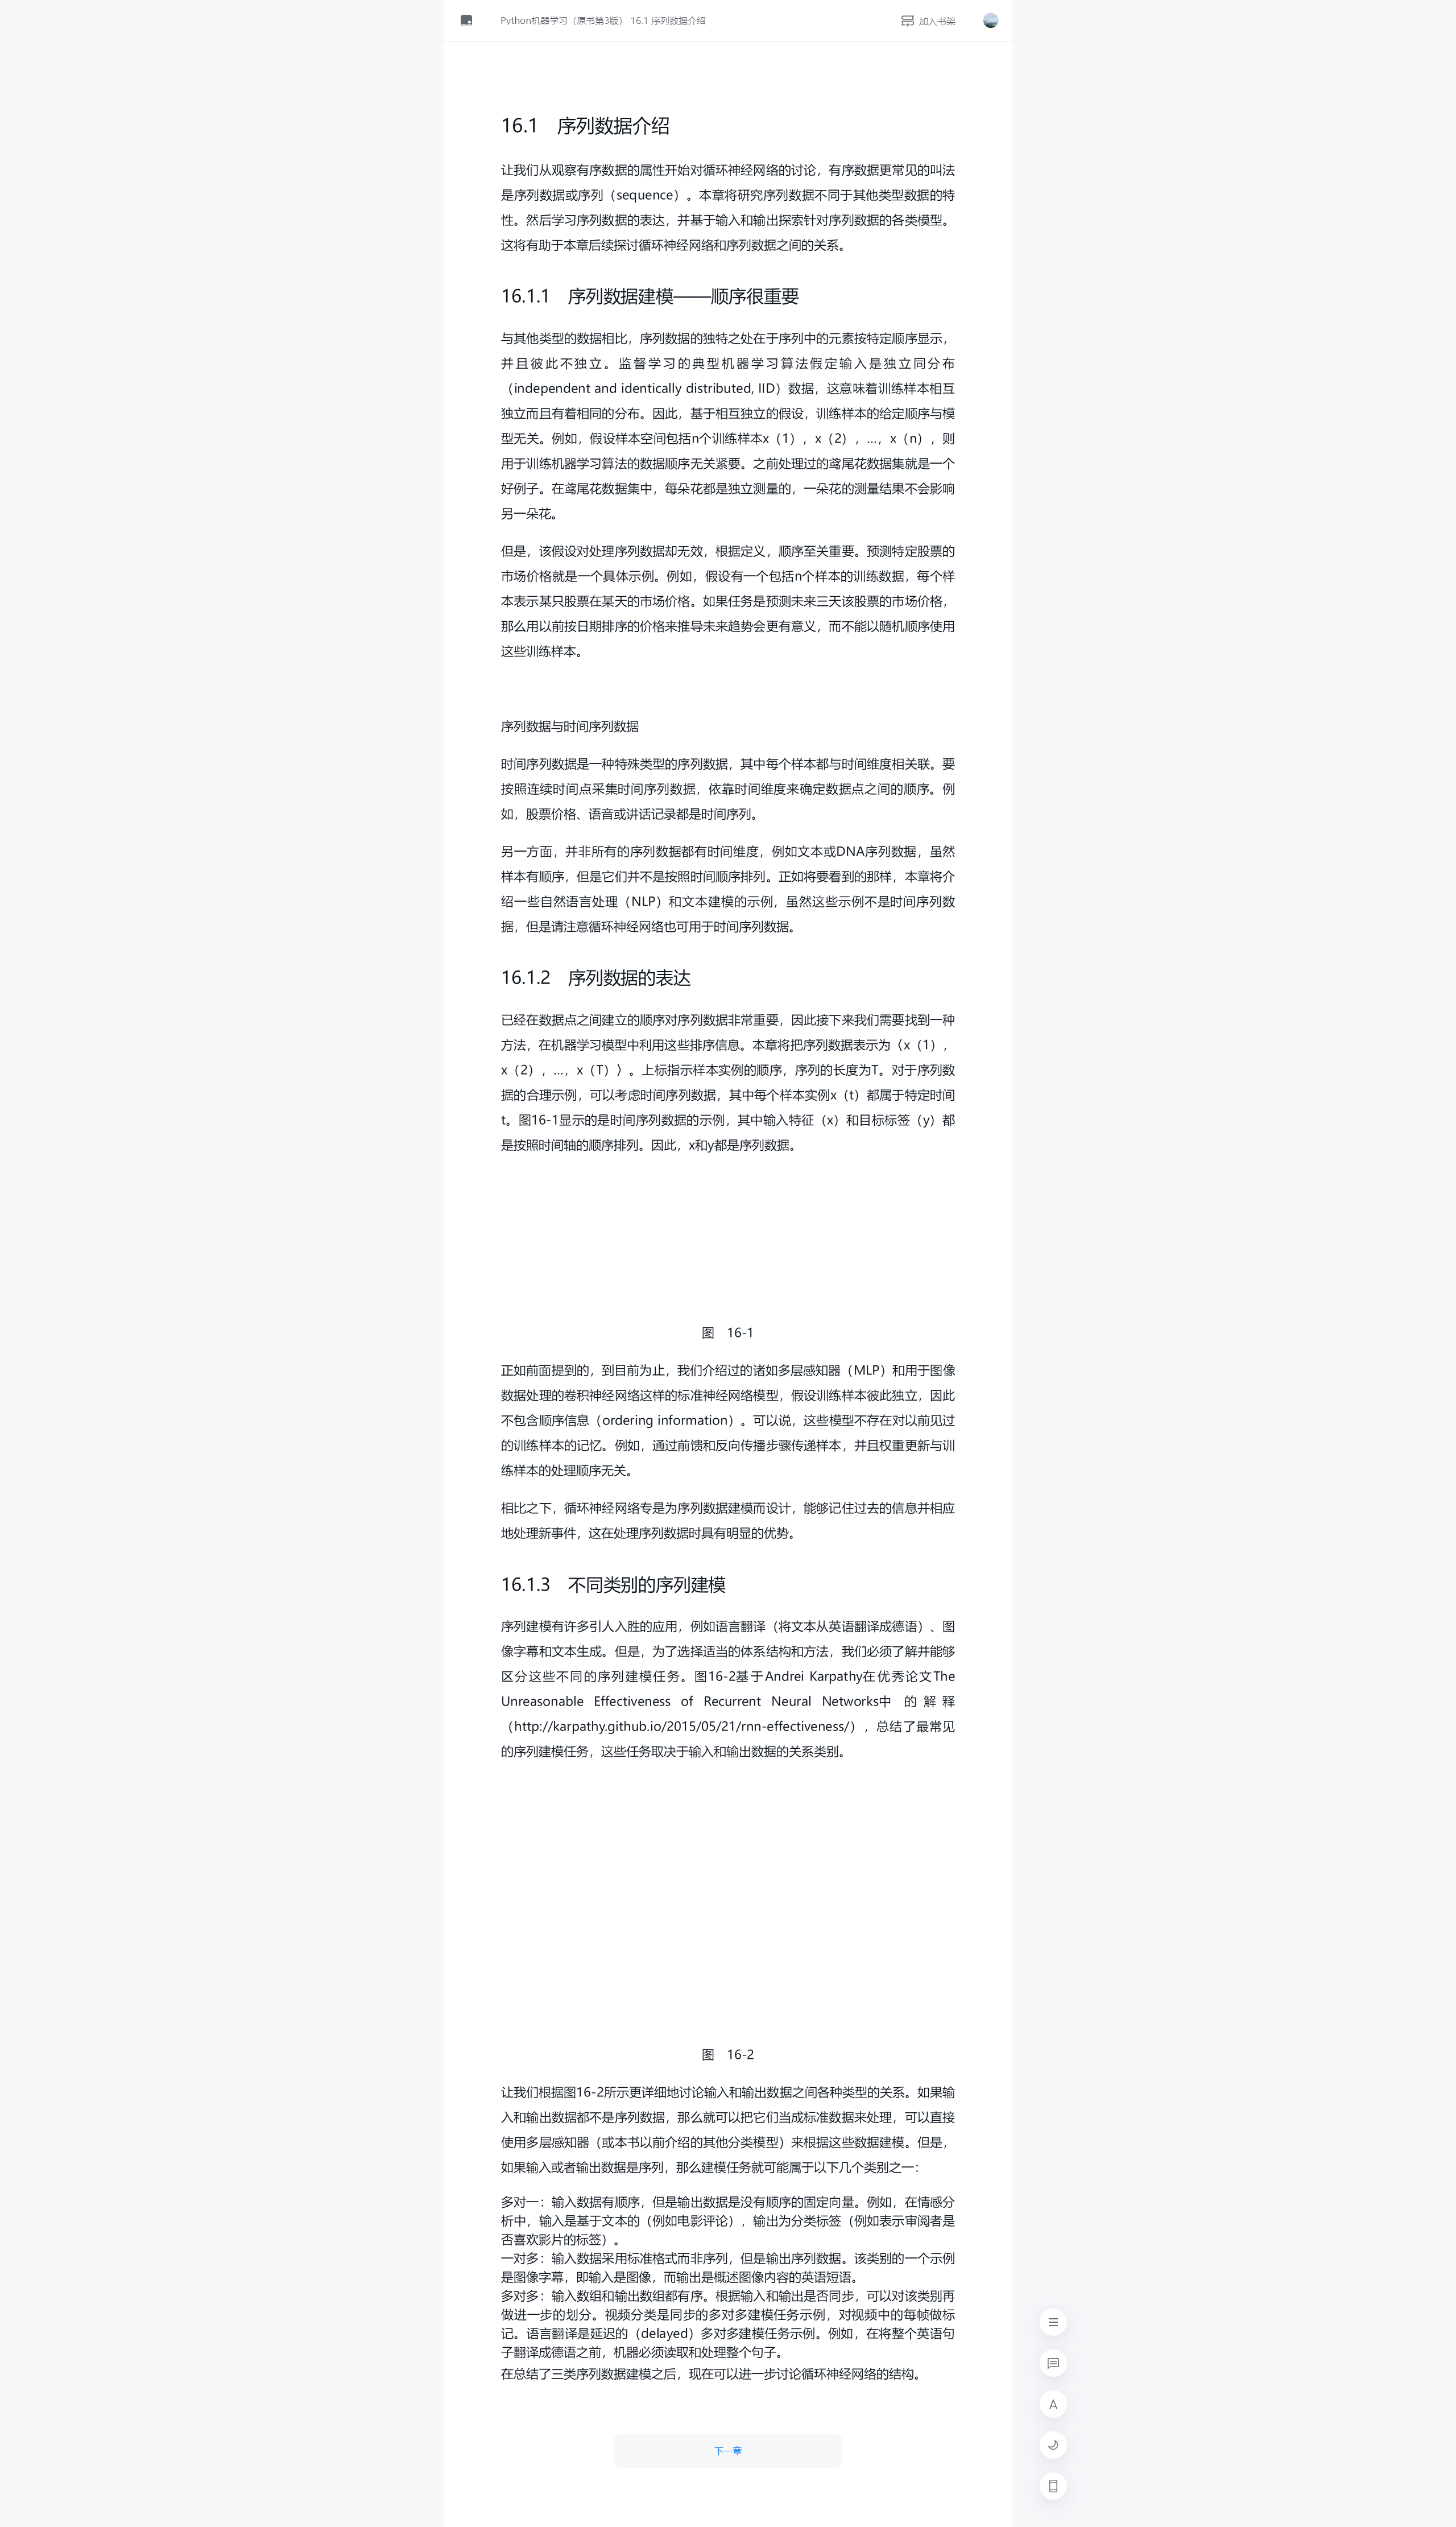 Python机器学习（原书第3版） 16.1 序列数据介绍
加入书架
16.1 序列数据介绍
让我们从观察有序数据的属性开始对循环神经网络的讨论，有序数据更常见的叫法
是序列数据或序列（sequence）。本章将研究序列数据不同于其他类型数据的特
性。然后学习序列数据的表达，并基于输入和输出探索针对序列数据的各类模型。
这将有助于本章后续探讨循环神经网络和序列数据之间的关系。
16.1.1 序列数据建模——顺序很重要
与其他类型的数据相比，序列数据的独特之处在于序列中的元素按特定顺序显示，
并且彼此不独立。监督学习的典型机器学习算法假定输入是独立同分布
（independent and identically distributed, IID）数据，这意味着训练样本相互
独立而且有着相同的分布。因此，基于相互独立的假设，训练样本的给定顺序与模
型无关。例如，假设样本空间包括n个训练样本x（1），x（2），…，x（n），则
用于训练机器学习算法的数据顺序无关紧要。之前处理过的鸢尾花数据集就是一个
好例子。在鸢尾花数据集中，每朵花都是独立测量的，一朵花的测量结果不会影响
另一朵花。
但是，该假设对处理序列数据却无效，根据定义，顺序至关重要。预测特定股票的
市场价格就是一个具体示例。例如，假设有一个包括n个样本的训练数据，每个样
本表示某只股票在某天的市场价格。如果任务是预测未来三天该股票的市场价格，
那么用以前按日期排序的价格来推导未来趋势会更有意义，而不能以随机顺序使用
这些训练样本。
序列数据与时间序列数据
时间序列数据是一种特殊类型的序列数据，其中每个样本都与时间维度相关联。要
按照连续时间点采集时间序列数据，依靠时间维度来确定数据点之间的顺序。例
如，股票价格、语音或讲话记录都是时间序列。
另一方面，并非所有的序列数据都有时间维度，例如文本或DNA序列数据，虽然
样本有顺序，但是它们并不是按照时间顺序排列。正如将要看到的那样，本章将介
绍一些自然语言处理（NLP）和文本建模的示例，虽然这些示例不是时间序列数
据，但是请注意循环神经网络也可用于时间序列数据。
16.1.2 序列数据的表达
已经在数据点之间建立的顺序对序列数据非常重要，因此接下来我们需要找到一种
方法，在机器学习模型中利用这些排序信息。本章将把序列数据表示为〈x（1），
x（2），…，x（T）〉。上标指示样本实例的顺序，序列的长度为T。对于序列数
据的合理示例，可以考虑时间序列数据，其中每个样本实例x（t）都属于特定时间
t。图16-1显示的是时间序列数据的示例，其中输入特征（x）和目标标签（y）都
是按照时间轴的顺序排列。因此，x和y都是序列数据。
图 16-1
正如前面提到的，到目前为止，我们介绍过的诸如多层感知器（MLP）和用于图像
数据处理的卷积神经网络这样的标准神经网络模型，假设训练样本彼此独立，因此
不包含顺序信息（ordering information）。可以说，这些模型不存在对以前见过
的训练样本的记忆。例如，通过前馈和反向传播步骤传递样本，并且权重更新与训
练样本的处理顺序无关。
相比之下，循环神经网络专是为序列数据建模而设计，能够记住过去的信息并相应
地处理新事件，这在处理序列数据时具有明显的优势。
16.1.3 不同类别的序列建模
序列建模有许多引人入胜的应用，例如语言翻译（将文本从英语翻译成德语）、图
像字幕和文本生成。但是，为了选择适当的体系结构和方法，我们必须了解并能够
区分这些不同的序列建模任务。图16-2基于Andrei Karpathy在优秀论文The
Unreasonable Effectiveness of Recurrent Neural Networks中 的解释
（http://karpathy.github.io/2015/05/21/rnn-effectiveness/），总结了最常见
的序列建模任务，这些任务取决于输入和输出数据的关系类别。
图 16-2
让我们根据图16-2所示更详细地讨论输入和输出数据之间各种类型的关系。如果输
入和输出数据都不是序列数据，那么就可以把它们当成标准数据来处理，可以直接
使用多层感知器（或本书以前介绍的其他分类模型）来根据这些数据建模。但是，
如果输入或者输出数据是序列，那么建模任务就可能属于以下几个类别之一：
多对一：输入数据有顺序，但是输出数据是没有顺序的固定向量。例如，在情感分
析中，输入是基于文本的（例如电影评论），输出为分类标签（例如表示审阅者是
否喜欢影片的标签）。
一对多：输入数据采用标准格式而非序列，但是输出序列数据。该类别的一个示例
是图像字幕，即输入是图像，而输出是概述图像内容的英语短语。
多对多：输入数组和输出数组都有序。根据输入和输出是否同步，可以对该类别再
做进一步的划分。视频分类是同步的多对多建模任务示例，对视频中的每帧做标
记。语言翻译是延迟的（delayed）多对多建模任务示例。例如，在将整个英语句
子翻译成德语之前，机器必须读取和处理整个句子。
在总结了三类序列数据建模之后，现在可以进一步讨论循环神经网络的结构。
下一章
A